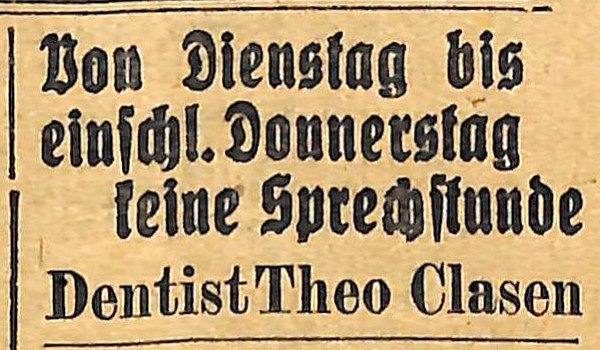 Von Dienstag bis
einschl. Donnerstag
keine Sprechstunde
Dentist Theo Clasen